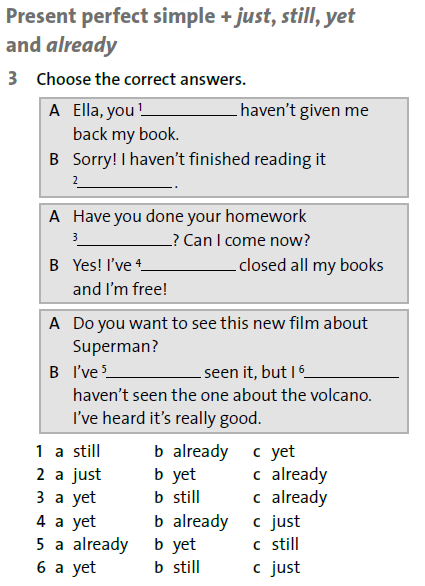 Present perfect simple + just, still, yet
and already
3 Choose the correct answers.
A Ella, you 1__________ haven't given me
back my book.
B Sorry! I haven't finished reading it
2__________.
A Have you done your homework
3__________? Can I come now?
B Yes! I've 4__________ closed all my books
and I'm free!
A Do you want to see this new film about
Superman?
B I've 5__________ seen it, but I 6__________
haven't seen the one about the volcano.
I've heard it's really good.
1 a still b already c yet
2 a just b yet c already
3 a yet b still c already
4 a yet b already c just
5 a already b yet c still
6 a yet b still c just